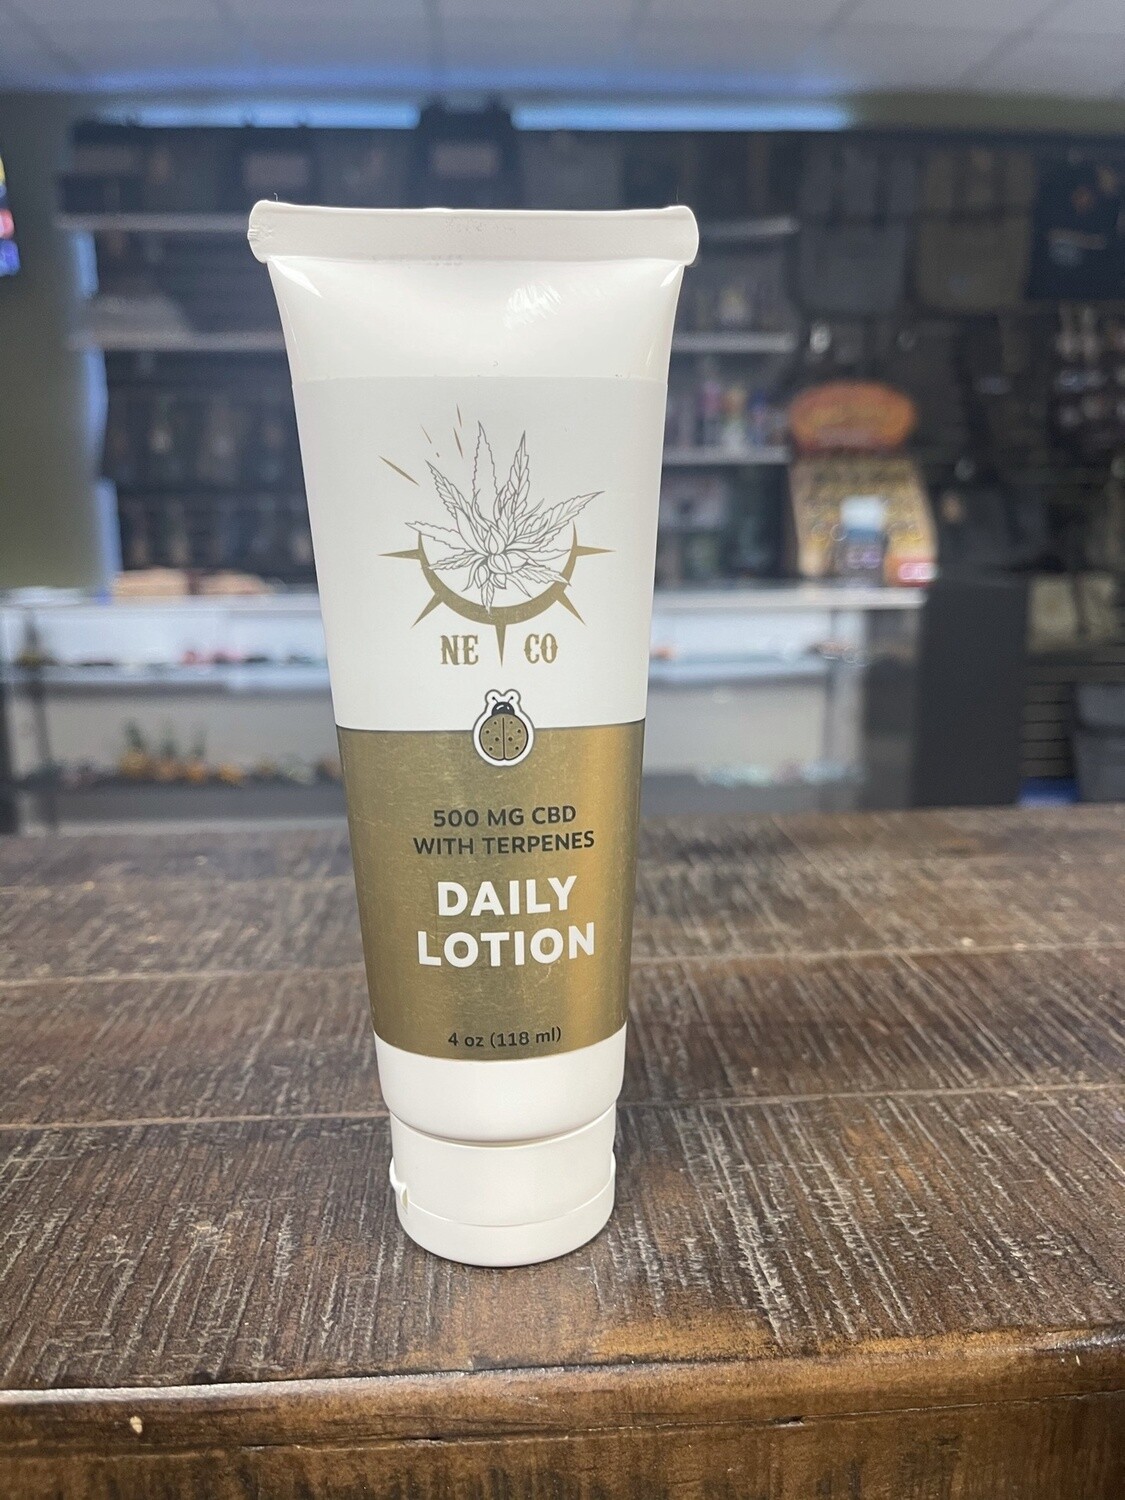 NE CO
500 MG CBD
WITH TERPENES
DAILY
LOTION
4 oz (118 ml)